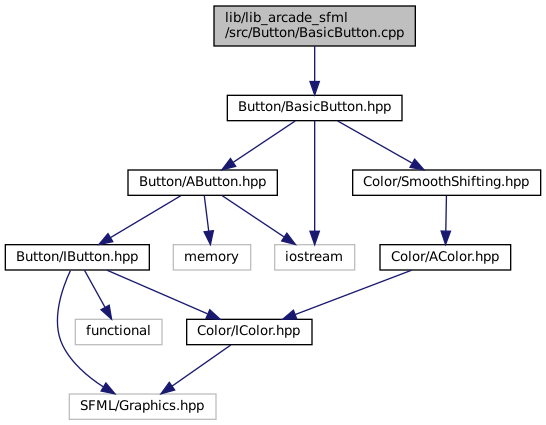 lib/lib_arcade_sfml
/src/Button/BasicButton.cpp
Button/BasicButton.hpp
Button/AButton.hpp
Color/SmoothShifting.hpp
Button/IButton.hpp
memory
iostream
Color/AColor.hpp
functional
Color/IColor.hpp
SFML/Graphics.hpp